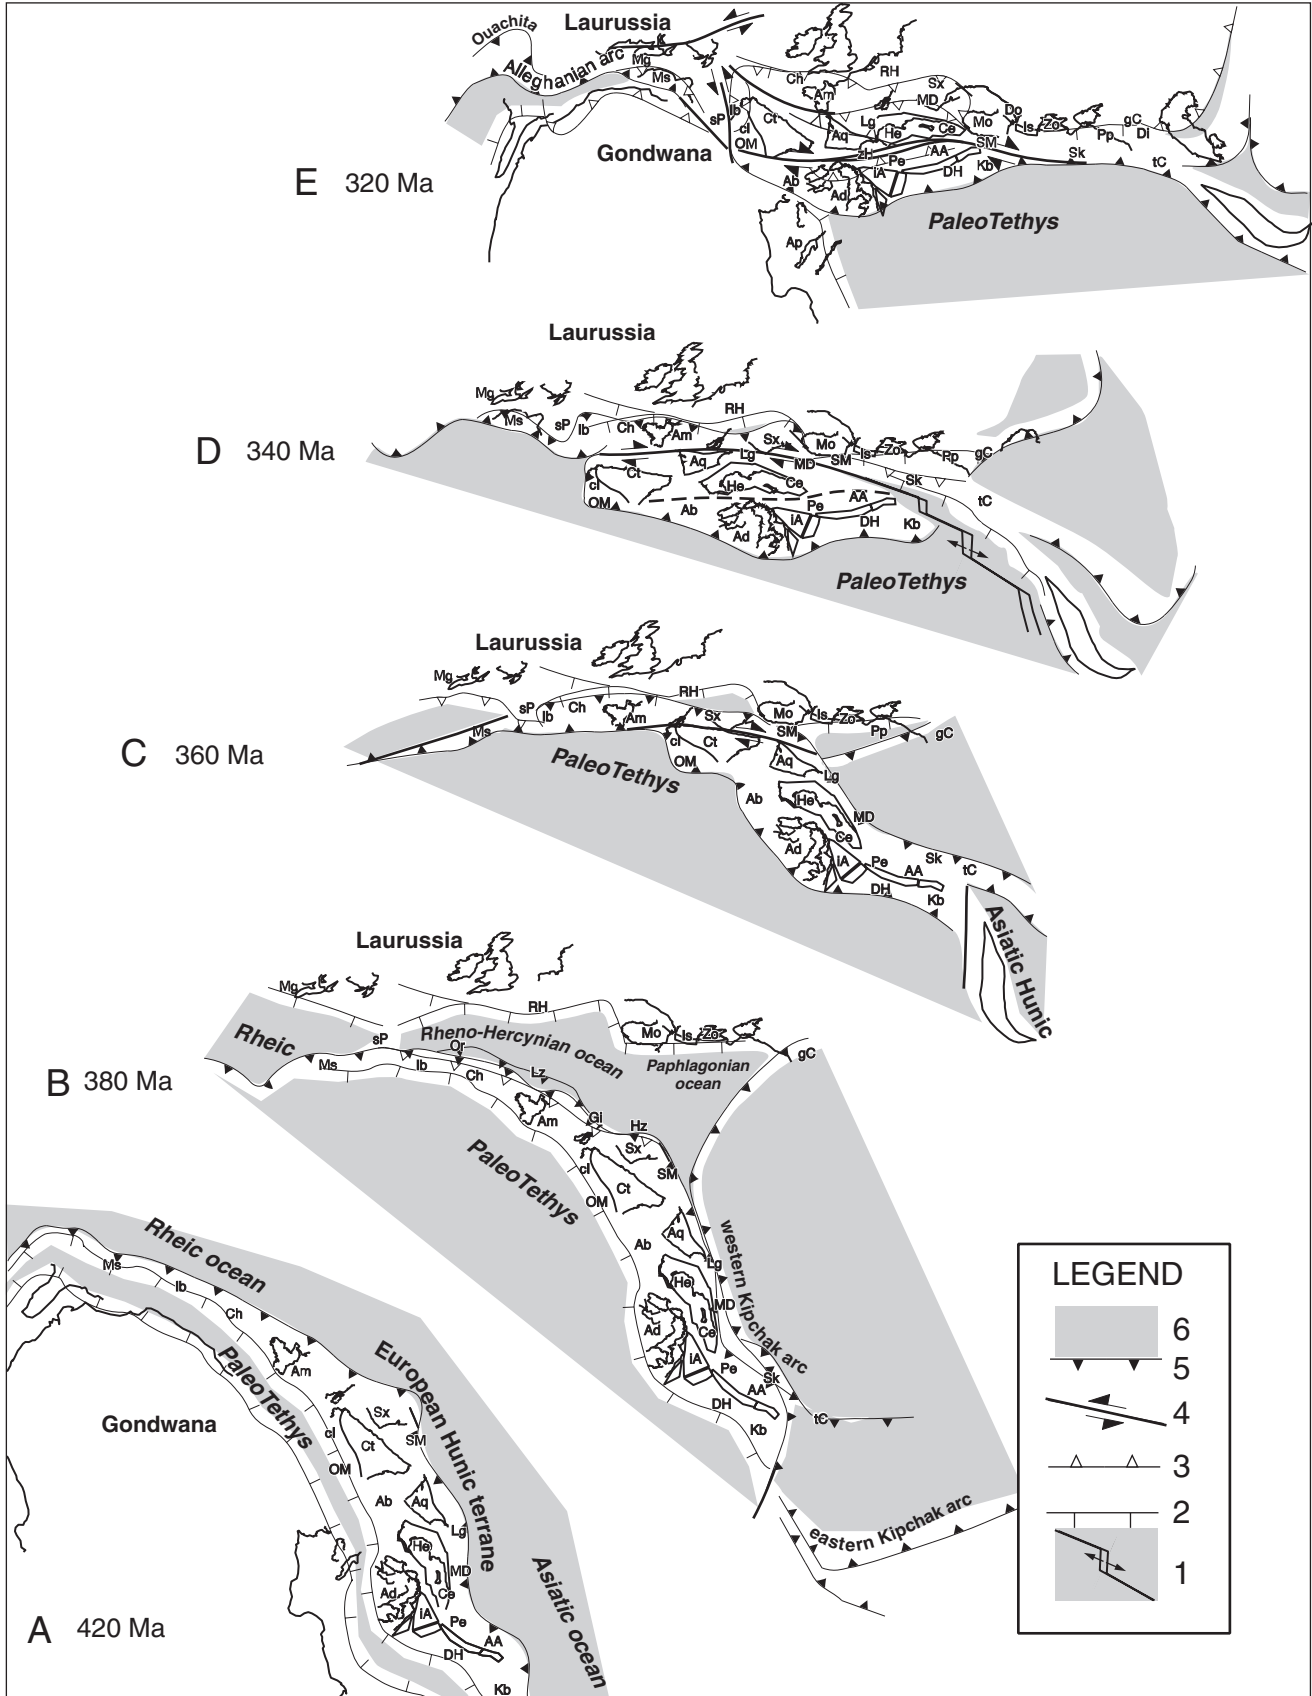 Ouachita
Laurussia
Alleghanian arc
Mg
Ms
Ch
RH
Sx
Am
MD
sP
Ib
cI
Ct
OM
Aq
Lg
He
Ce
Mo
Do
Is
Zo
Pp
gC
Di
Gondwana
zH
Pe
AA
SM
Sk
tC
E 320 Ma
Ab
iA
DH
Kb
Ad
PaleoTethys
Ap
Laurussia
Mg
Ms
sP
Ib
Ch
Am
RH
D 340 Ma
Sx
Mo
Lg
MD
SM
Is
Zo
Pp
gC
Aq
Ct
cI
OM
He
Ce
Sk
tC
Ab
Pe
AA
iA
DH
Kb
Ad
PaleoTethys
Laurussia
Mg
sP
Ib
Ch
Am
RH
Sx
Mo
Is
Zo
Pp
gC
Ms
SM
C 360 Ma
PaleoTethys
cI
Ct
OM
Aq
Lg
Ab
He
MD
Ce
Ad
iA
Pe
Sk
tC
AA
DH
Kb
Asiatic Hunic
Laurussia
Mg
RH
Rheic
sP
Rheno-Hercynian ocean
Or
Mo
Is
Zo
gC
Paphlagonian
ocean
B 380 Ma
Ms
Ib
Ch
Lz
Am
Gi
Hz
PaleoTethys
Sx
SM
cI
Ct
OM
Ab
Aq
Lg
He
MD
western Kipchak arc
Ad
Ce
iA
Pe
Sk
AA
DH
tC
Kb
eastern Kipchak arc
Rheic ocean
Ms
Ib
Ch
Am
PaleoTethys
European Hunic terrane
Gondwana
Sx
cI
Ct
SM
OM
Ab
Aq
Lg
He
MD
Ad
Ce
iA
Pe
AA
DH
Kb
Asiatic ocean
A 420 Ma
LEGEND
6
5
4
3
2
1